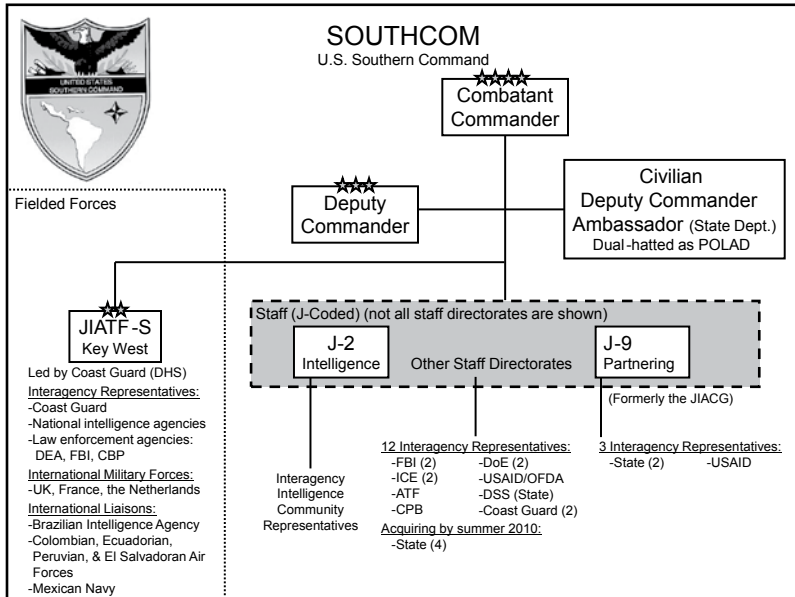 SOUTHCOM
U.S. Southern Command
UNITED STATES
SOUTHERN COMMAND
Combatant
Commander
Deputy
Commander
Civilian
Deputy Commander
Ambassador (State Dept.)
Dual-hatted as POLAD
Fielded Forces
JIATF-S
Key West
Led by Coast Guard (DHS)
Interagency Representatives:
-Coast Guard
-National intelligence agencies
-Law enforcement agencies:
DEA, FBI, CBP
International Military Forces:
-UK, France, the Netherlands
International Liaisons:
-Brazilian Intelligence Agency
-Colombian, Ecuadorian,
Peruvian, & El Salvadoran Air
Forces
-Mexican Navy
Staff (J-Coded) (not all staff directorates are shown)
J-2
Intelligence
Other Staff Directorates
J-9
Partnering
(Formerly the JIACG)
Interagency
Intelligence
Community
Representatives
12 Interagency Representatives:
-FBI (2)
-ICE (2)
-ATF
-CPB
-DoE (2)
-USAID/OFDA
-DSS (State)
-Coast Guard (2)
Acquiring by summer 2010:
-State (4)
3 Interagency Representatives:
-State (2)
-USAID